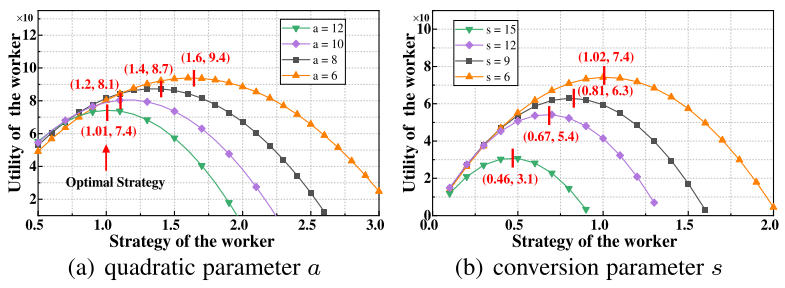 ×10
12
10
8
6
4
2
Utility of the worker
(1.6, 9.4)
(1.4, 8.7)
(1.2, 8.1)
(1.01, 7.4)
Optimal Strategy
a = 12
a = 10
a = 8
a = 6
0.5 1.0 1.5 2.0 2.5 3.0
Strategy of the worker
(a) quadratic parameter a
×10
10
8
6
4
2
0
Utility of the worker
s = 15
s = 12
s = 9
s = 6
(1.02, 7.4)
(0.81, 6.3)
(0.67, 5.4)
(0.46, 3.1)
0.0 0.5 1.0 1.5 2.0
Strategy of the worker
(b) conversion parameter s